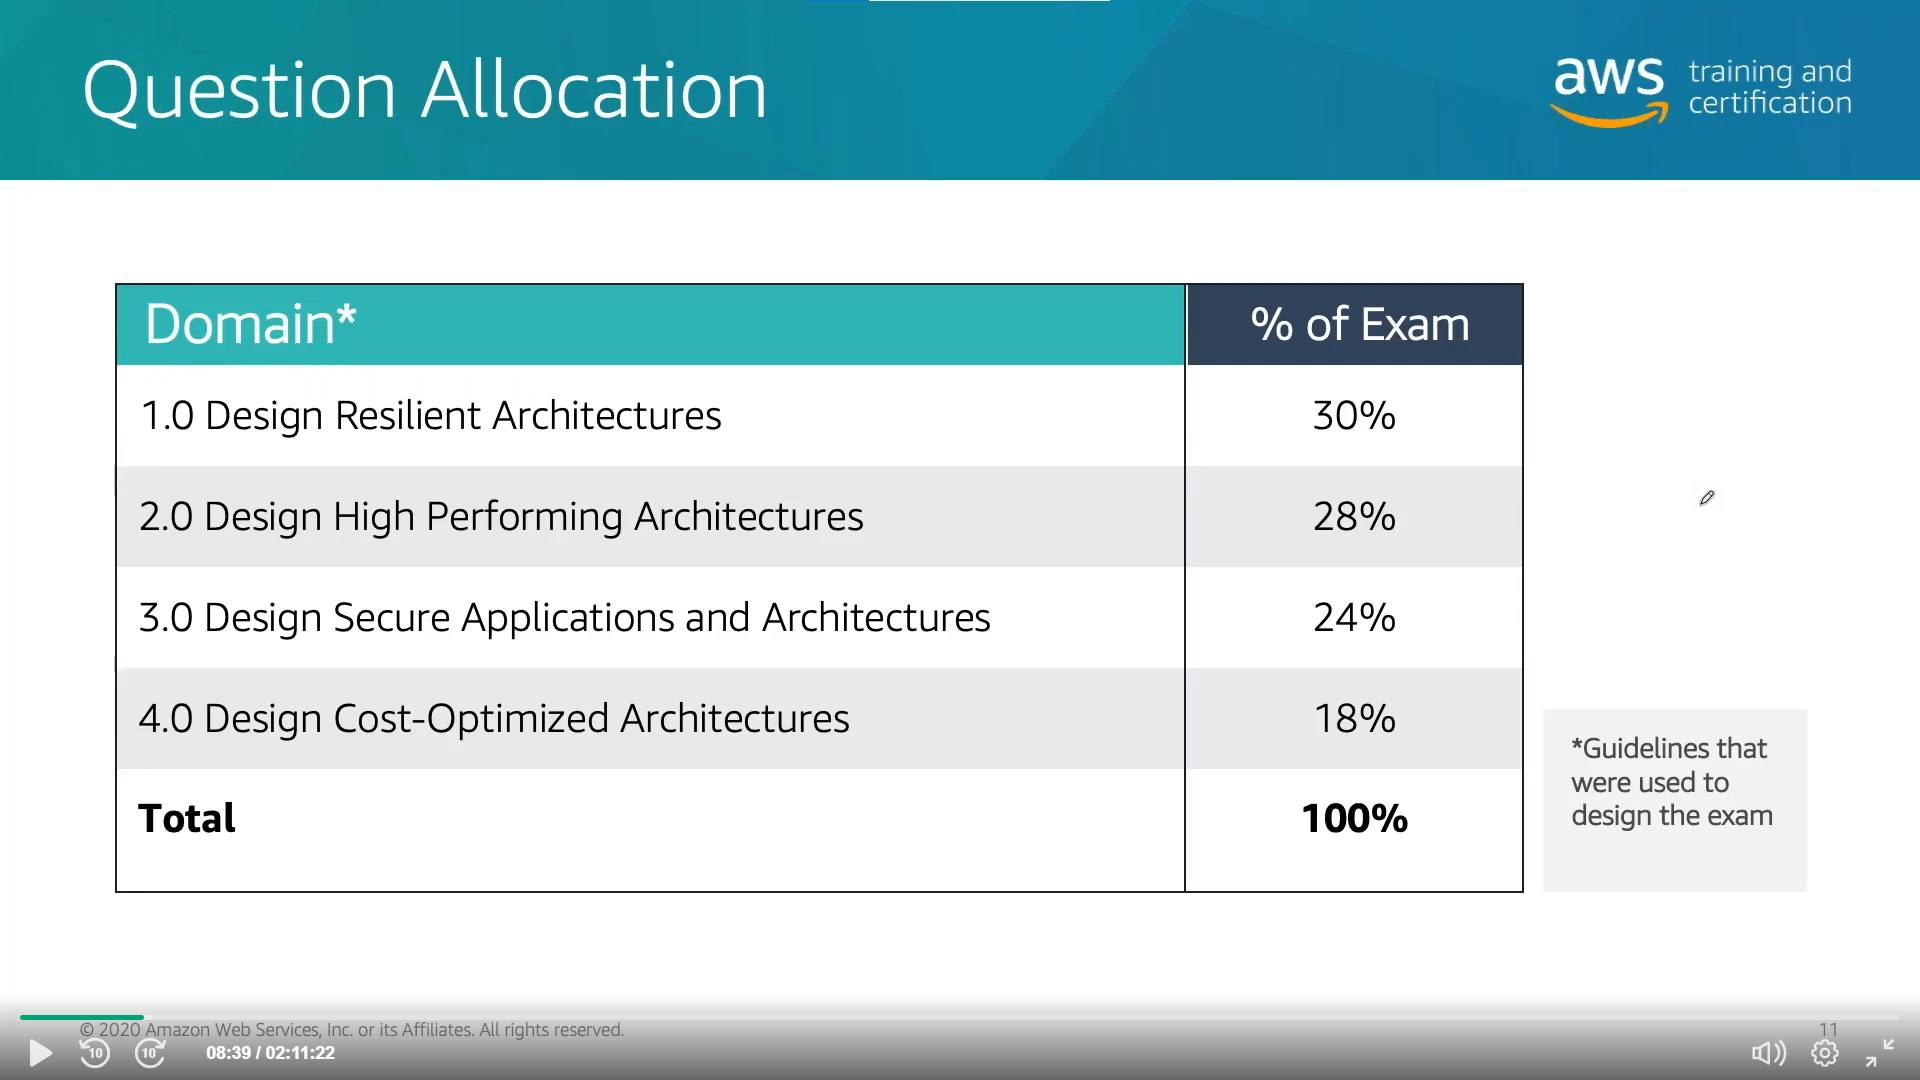 Question Allocation
aws training and
certification
Domain* % of Exam
1.0 Design Resilient Architectures 30%
2.0 Design High Performing Architectures 28%
3.0 Design Secure Applications and Architectures 24%
4.0 Design Cost-Optimized Architectures 18%
Total 100%
*Guidelines that
were used to
design the exam
© 2020 Amazon Web Services, Inc. or its Affiliates. All rights reserved. 11
10 10 08:39 / 02:11:22